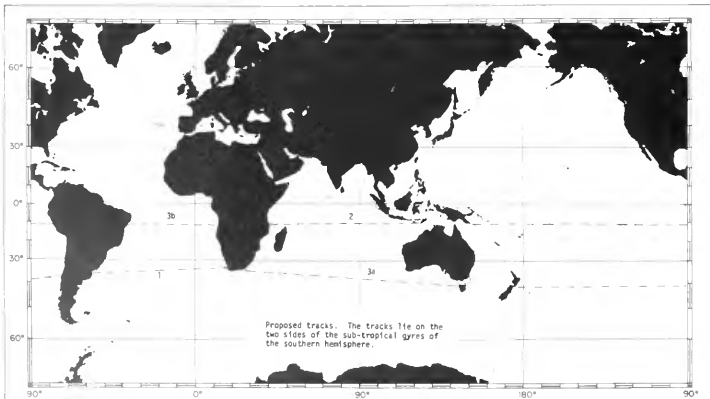 60°
30°
0°
3b
2
30°
1
3a
Proposed tracks. The tracks lie on the
two sides of the sub-tropical gyres of
the southern hemisphere.
60°
90°
0°
90°
180°
90°